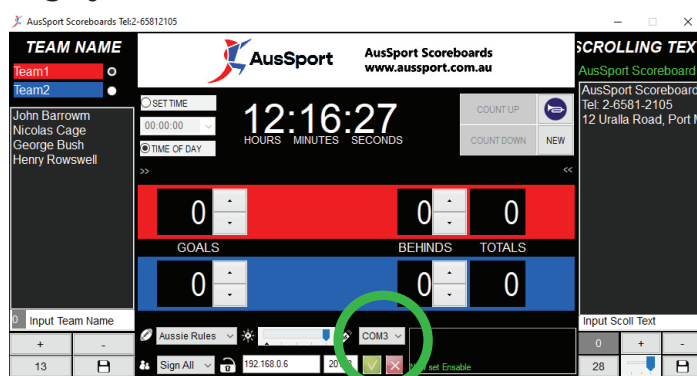 AusSport Scoreboards Tel:2-65812105
TEAM NAME
Team1
Team2
John Barrowm
Nicolas Cage
George Bush
Henry Rowswell
0 Input Team Name
+ -
13
AusSport
AusSport Scoreboards
www.aussport.com.au
SET TIME
00:00:00
TIME OF DAY
12:16:27
HOURS MINUTES SECONDS
COUNT UP
COUNT DOWN NEW
>> <<
0 0 0
GOALS BEHINDS TOTALS
0 0 0
Aussie Rules COM3
Sign All 192.168.0.6
set Ensable
SCROLLING TEX
AusSport Scoreboard
AusSport Scoreboard
Tel: 2-6581-2105
12 Uralla Road, Port M
Input Scoll Text
0 + -
28